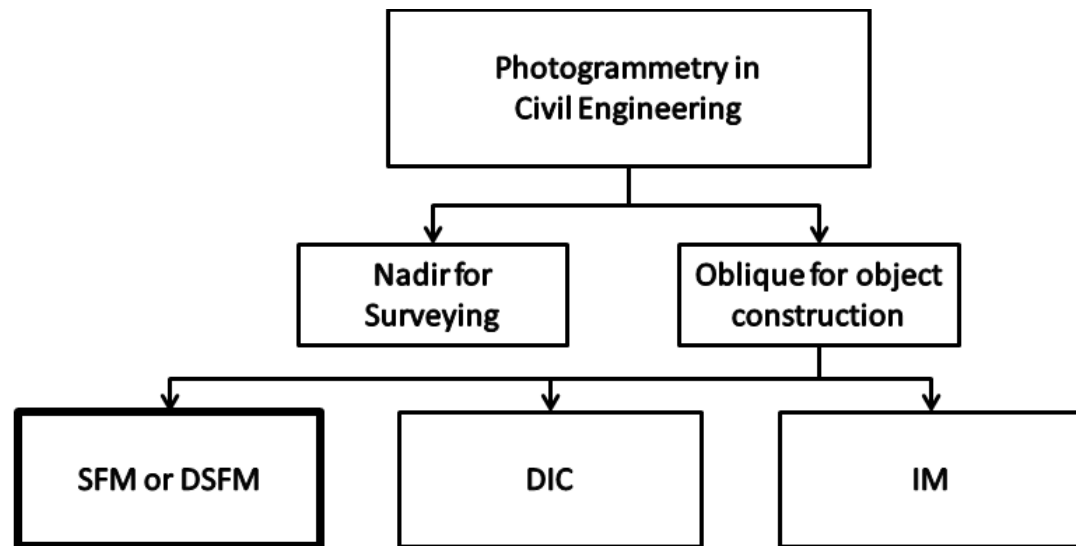 Photogrammetry in
Civil Engineering
Nadir for
Surveying
Oblique for object
construction
SFM or DSFM
DIC
IM